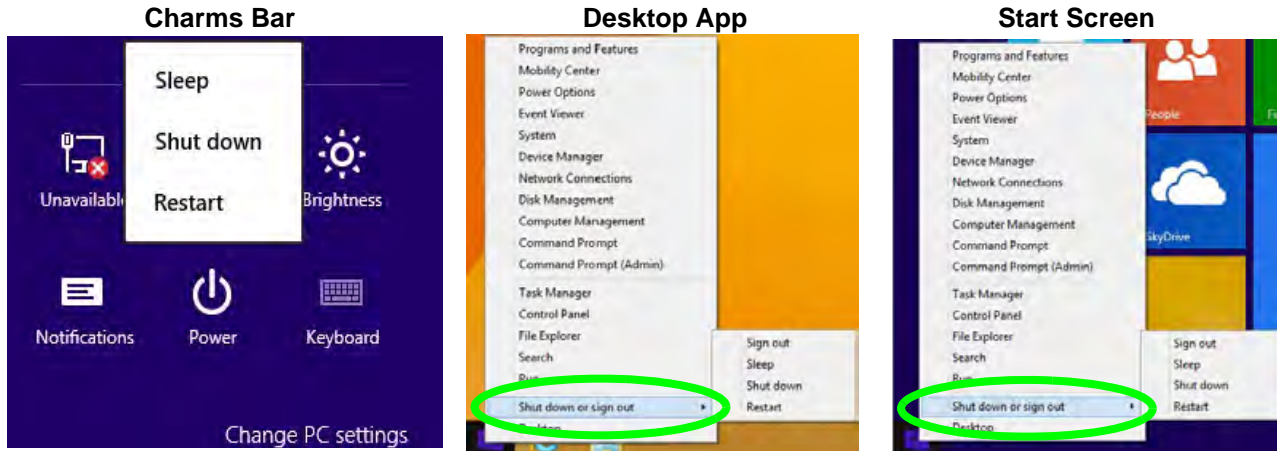 Charms Bar
Sleep
Shut down
Restart
Brightness
Notifications
Power
Keyboard
Change PC settings
Desktop App
Programs and Features
Mobility Center
Power Options
Event Viewer
System
Device Manager
Network Connections
Disk Management
Computer Management
Command Prompt
Command Prompt (Admin)
Task Manager
Control Panel
File Explorer
Search
Run
Shut down or sign out
Desktop
Sign out
Sleep
Shut down
Restart
Start Screen
Programs and Features
Mobility Center
Power Options
Event Viewer
System
Device Manager
Network Connections
Disk Management
Computer Management
Command Prompt
Command Prompt (Admin)
Task Manager
Control Panel
File Explorer
Search
Run
Shut down or sign out
Desktop
Sign out
Sleep
Shut down
Restart
People
SkyDrive